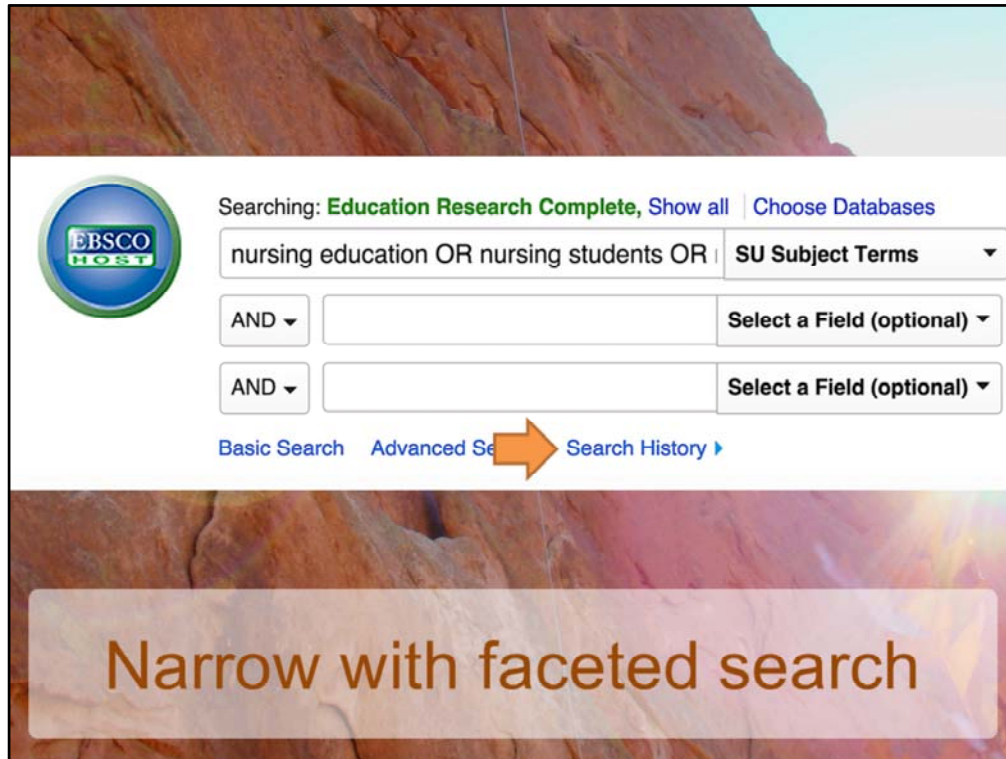 EBSCO
HOST
Searching: Education Research Complete, Show all Choose Databases
nursing education OR nursing students OR SU Subject Terms
AND Select a Field (optional)
AND Select a Field (optional)
Basic Search Advanced Search History
Narrow with faceted search